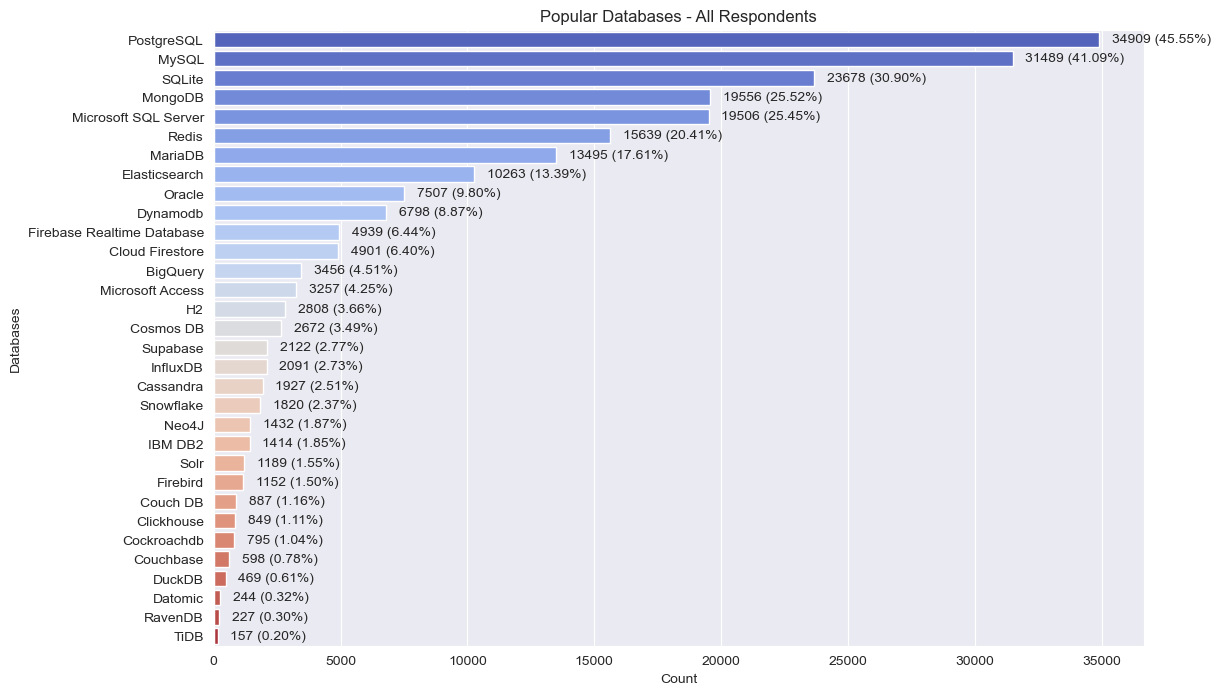 Popular Databases - All Respondents
PostgreSQL 34909 (45.55%)
MySQL 31489 (41.09%)
SQLite 23678 (30.90%)
MongoDB 19556 (25.52%)
Microsoft SQL Server 19506 (25.45%)
Redis 15639 (20.41%)
MariaDB 13495 (17.61%)
Elasticsearch 10263 (13.39%)
Oracle 7507 (9.80%)
Dynamodb 6798 (8.87%)
Firebase Realtime Database 4939 (6.44%)
Cloud Firestore 4901 (6.40%)
BigQuery 3456 (4.51%)
Microsoft Access 3257 (4.25%)
H2 2808 (3.66%)
Cosmos DB 2672 (3.49%)
Supabase 2122 (2.77%)
InfluxDB 2091 (2.73%)
Cassandra 1927 (2.51%)
Snowflake 1820 (2.37%)
Neo4J 1432 (1.87%)
IBM DB2 1414 (1.85%)
Solr 1189 (1.55%)
Firebird 1152 (1.50%)
Couch DB 887 (1.16%)
Clickhouse 849 (1.11%)
Cockroachdb 795 (1.04%)
Couchbase 598 (0.78%)
DuckDB 469 (0.61%)
Datomic 244 (0.32%)
RavenDB 227 (0.30%)
TiDB 157 (0.20%)
0 5000 10000 15000 20000 25000 30000 35000
Count
Databases